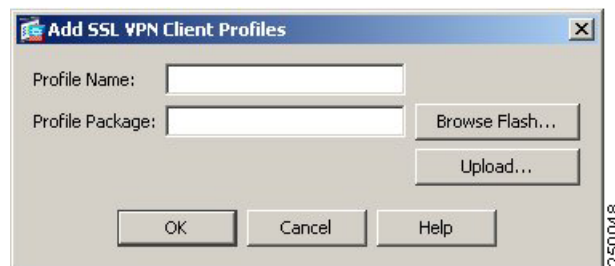 Add SSL VPN Client Profiles
Profile Name:
Profile Package:
Browse Flash...
Upload...
OK
Cancel
Help
250048